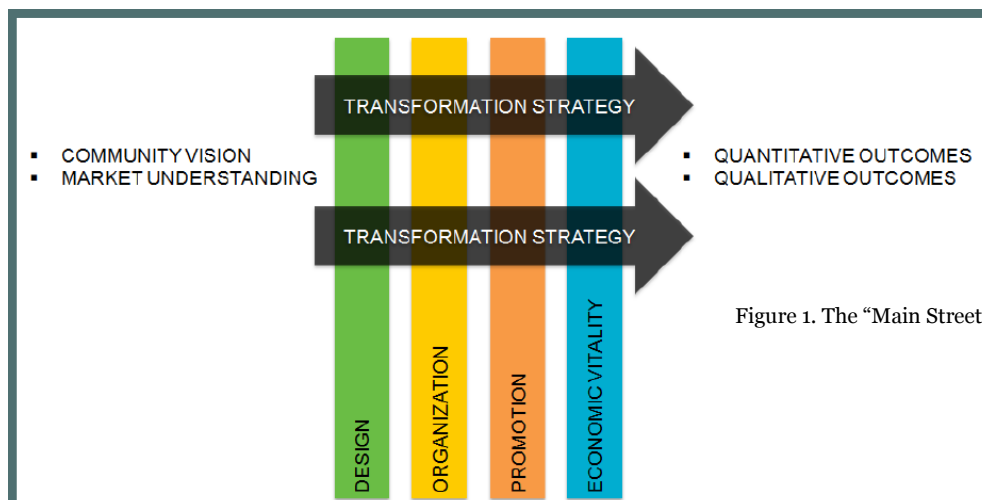 TRANSFORMATION STRATEGY
▪ COMMUNITY VISION
▪ MARKET UNDERSTANDING
▪ QUANTITATIVE OUTCOMES
▪ QUALITATIVE OUTCOMES
TRANSFORMATION STRATEGY
Figure 1. The “Main Street
DESIGN
ORGANIZATION
PROMOTION
ECONOMIC VITALITY